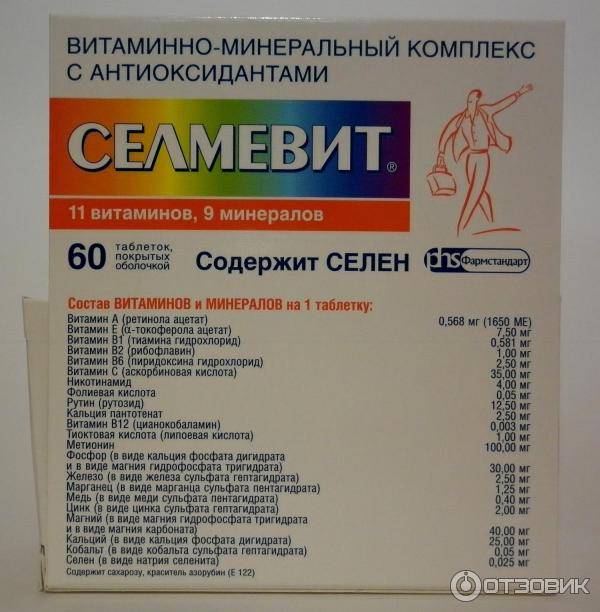 ВИТАМИННО-МИНЕРАЛЬНЫЙ КОМПЛЕКС
С АНТИОКСИДАНТАМИ
СЕЛМЕВИТ®
11 витаминов, 9 минералов
60 таблеток,
покрытых
оболочкой
Содержит СЕЛЕН
phs Фармстандарт
Состав ВИТАМИНОВ и МИНЕРАЛОВ на 1 таблетку:
Витамин А (ретинола ацетат) 0,568 мг (1650 МЕ)
Витамин Е (α-токоферола ацетат) 7,50 мг
Витамин В1 (тиамина гидрохлорид) 0,581 мг
Витамин В2 (рибофлавин) 1,00 мг
Витамин В6 (пиридоксина гидрохлорид) 2,50 мг
Витамин С (аскорбиновая кислота) 35,00 мг
Никотинамид 4,00 мг
Фолиевая кислота 0,05 мг
Рутин (рутозид) 12,50 мг
Кальция пантотенат 2,50 мг
Витамин В12 (цианокобаламин) 0,003 мг
Тиоктовая кислота (липоевая кислота) 1,00 мг
Метионин 100,00 мг
Фосфор (в виде кальция фосфата дигидрата
и в виде магния гидрофосфата тригидрата) 30,00 мг
Железо (в виде железа сульфата гептагидрата) 2,50 мг
Марганец (в виде марганца сульфата пентагидрата) 1,25 мг
Медь (в виде меди сульфата пентагидрата) 0,40 мг
Цинк (в виде цинка сульфата гептагидрата) 2,00 мг
Магний (в виде магния гидрофосфата тригидрата
и в виде магния карбоната) 40,00 мг
Кальций (в виде кальция фосфата дигидрата) 25,00 мг
Кобальт (в виде кобальта сульфата гептагидрата) 0,05 мг
Селен (в виде натрия селенита) 0,025 мг
Содержит сахарозу, краситель азорубин (Е 122)
ОТЗОВИК